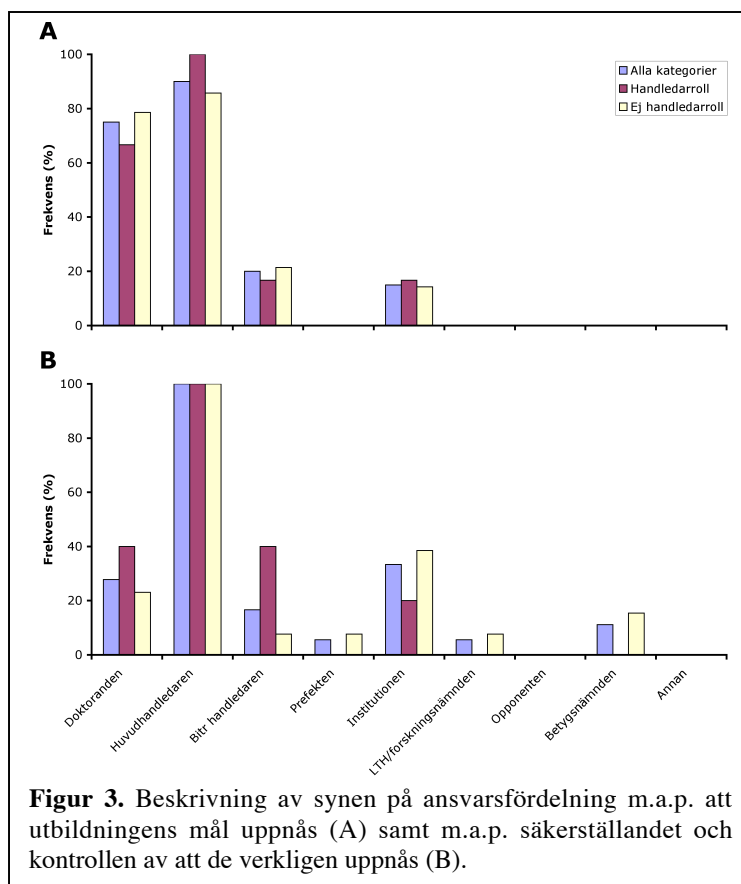 A
100
80
60
40
20
0
Frekvens (%)
Alla kategier
Handledarroll
Ej handledarroll
B
100
80
60
40
20
0
Frekvens (%)
Doktoranden
Huvudhandledaren
Bitr handledaren
Prefekten
Institutionen
LTH/forskningsnämnden
Opponenten
Betygsnämnden
Annan
Figur 3. Beskrivning av synen på ansvarsfördelning m.a.p. att
utbildningens mål uppnås (A) samt m.a.p. säkerställandet och
kontrollen av att de verkligen uppnås (B).